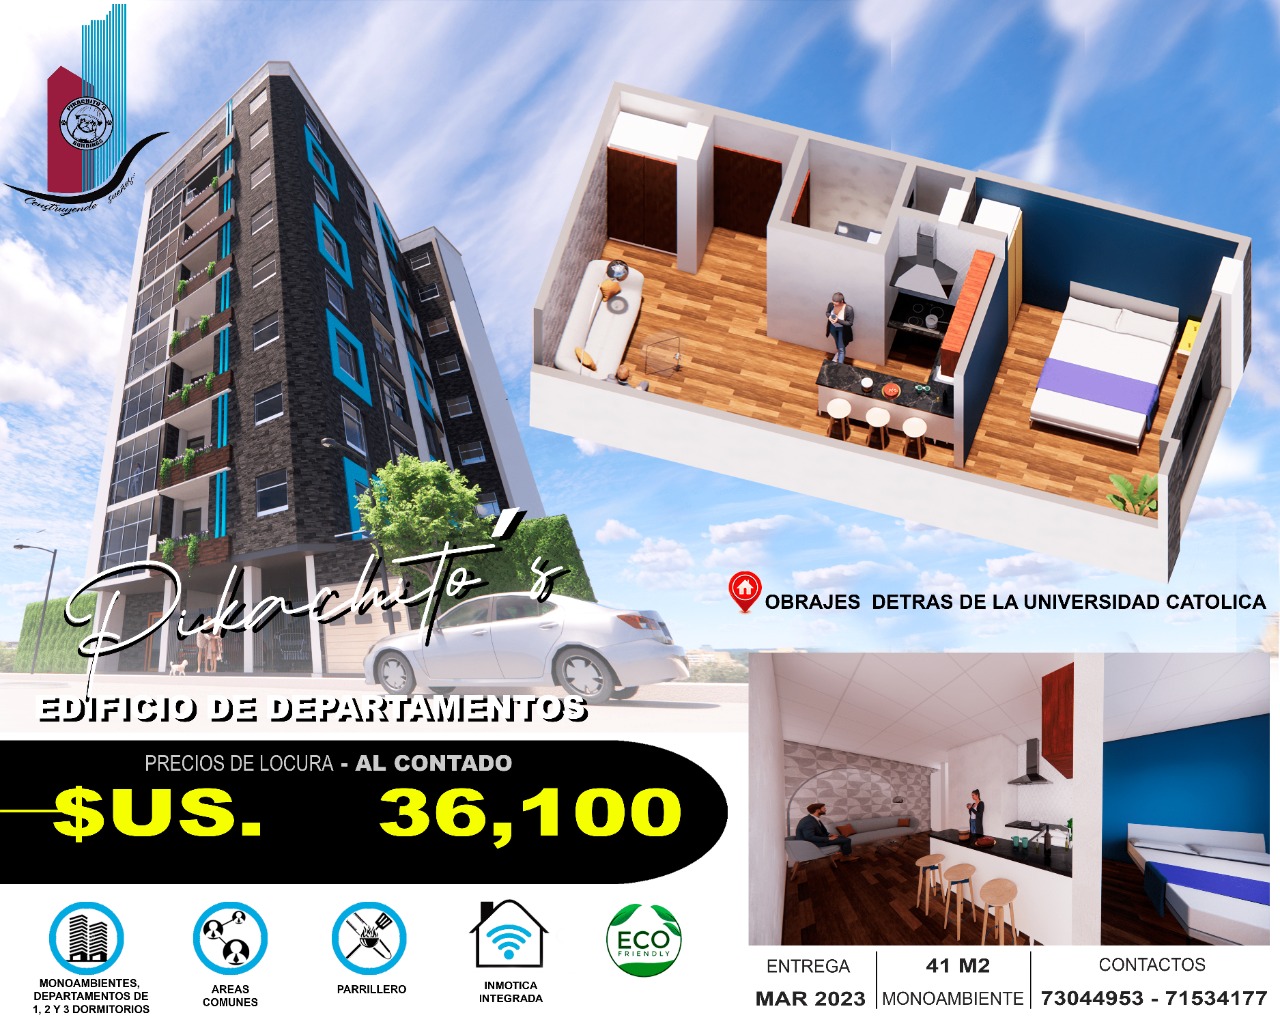 PIKACHITO'S
Construyendo sueños..
OBRAJES DETRAS DE LA UNIVERSIDAD CATOLICA
Pikachito's
EDIFICIO DE DEPARTAMENTOS
PRECIOS DE LOCURA - AL CONTADO
$US. 36,100
MONOAMBIENTES,
DEPARTAMENTOS DE
1, 2 Y 3 DORMITORIOS
AREAS
COMUNES
PARRILLERO
INMOTICA
INTEGRADA
ECO
FRIENDLY
ENTREGA
MAR 2023
41 M2
MONOAMBIENTE
CONTACTOS
73044953 - 71534177